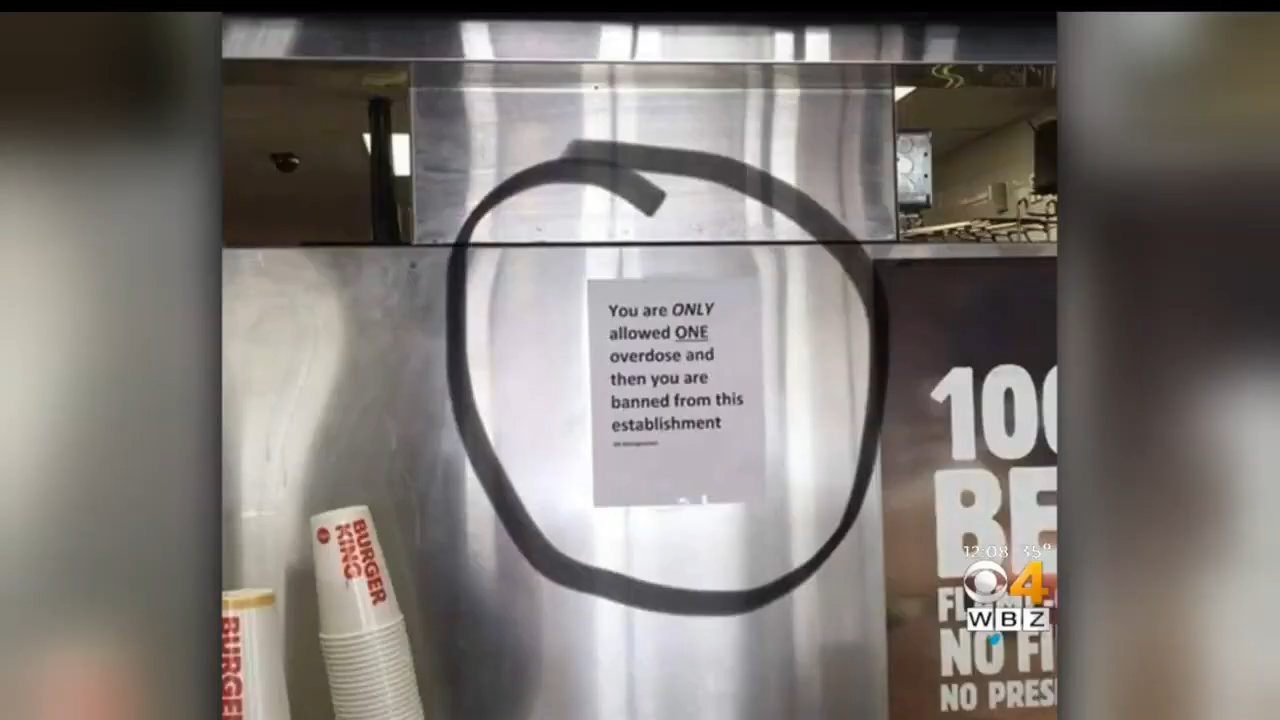 You are ONLY
allowed ONE
overdose and
then you are
banned from this
establishment
BURGER
KING
BURGE
100
BE
NO FI
NO PRES
12:08 35°
4
WBZ